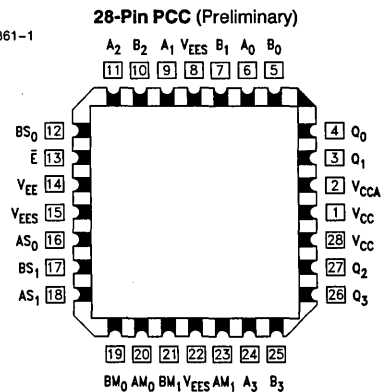 28-Pin PCC (Preliminary)
361-1
A2 B2 A1 VEES B1 A0 B0
11 10 9 8 7 6 5
BS0 12
Ē 13
VEE 14
VEES 15
AS0 16
BS1 17
AS1 18
4 Q0
3 Q1
2 VCCA
1 VCC
28 VCC
27 Q2
26 Q3
19 20 21 22 23 24 25
BM0 AM0 BM1 VEES AM1 A3 B3